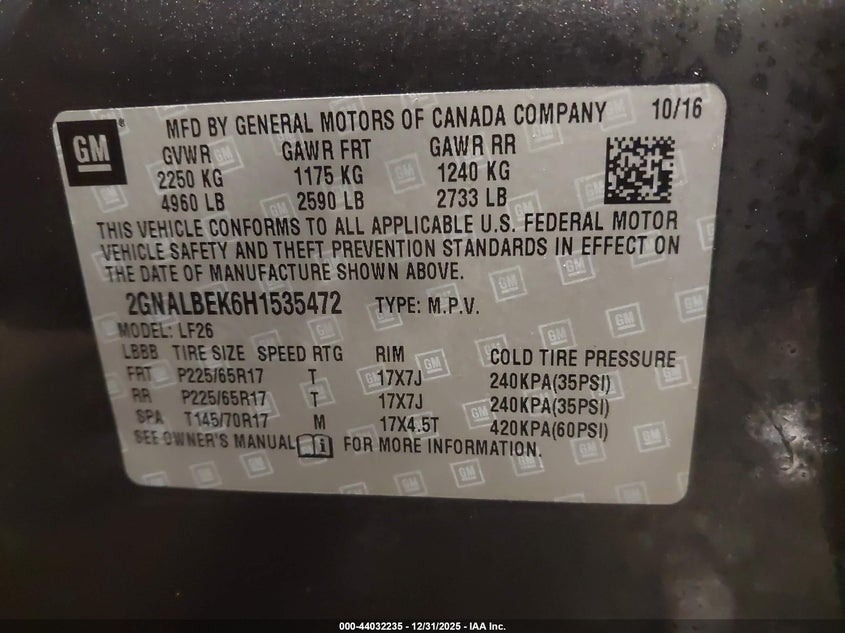 GM
MFD BY GENERAL MOTORS OF CANADA COMPANY 10/16
GVWR GAWR FRT GAWR RR
2250 KG 1175 KG 1240 KG
4960 LB 2590 LB 2733 LB
THIS VEHICLE CONFORMS TO ALL APPLICABLE U.S. FEDERAL MOTOR
VEHICLE SAFETY AND THEFT PREVENTION STANDARDS IN EFFECT ON
THE DATE OF MANUFACTURE SHOWN ABOVE.
2GNALBEK6H1535472 TYPE: M.P.V.
MODEL: LF26
LBBB TIRE SIZE SPEED RTG RIM COLD TIRE PRESSURE
FRT P225/65R17 T 17X7J 240KPA(35PSI)
RR P225/65R17 T 17X7J 240KPA(35PSI)
SPA T145/70R17 M 17X4.5T 420KPA(60PSI)
SEE OWNER'S MANUAL FOR MORE INFORMATION.
000-44032235 - 12/31/2025 - IAA Inc.